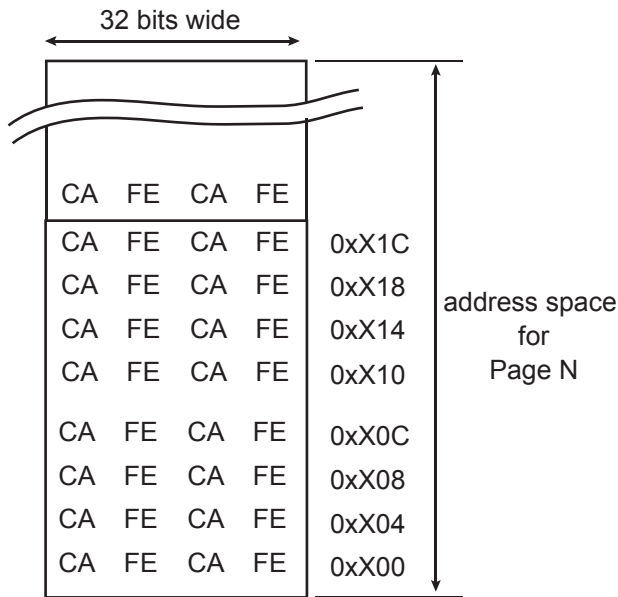 32 bits wide
CA FE CA FE
CA FE CA FE 0xX1C
CA FE CA FE 0xX18
CA FE CA FE 0xX14
CA FE CA FE 0xX10
CA FE CA FE 0xX0C
CA FE CA FE 0xX08
CA FE CA FE 0xX04
CA FE CA FE 0xX00
address space
for
Page N